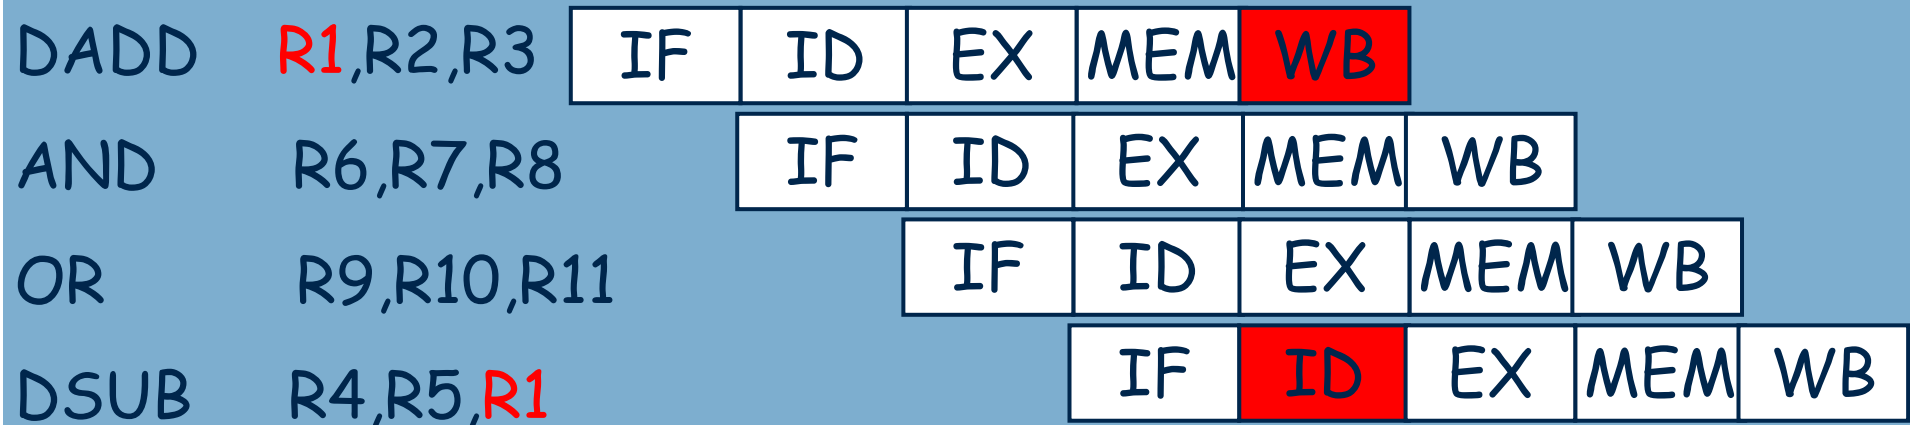 DADD R1,R2,R3 IF ID EX MEM WB
AND R6,R7,R8 IF ID EX MEM WB
OR R9,R10,R11 IF ID EX MEM WB
DSUB R4,R5,R1 IF ID EX MEM WB